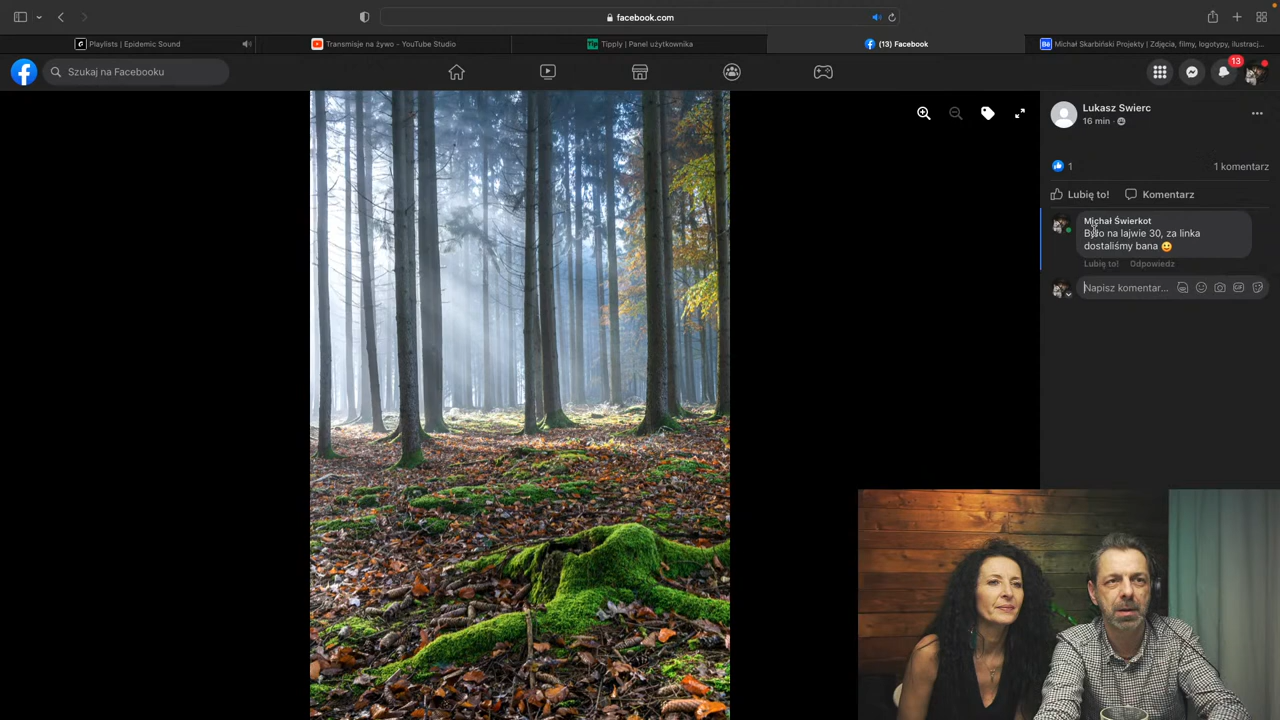 facebook.com
Playlists | Epidemic Sound
Transmisje na żywo - YouTube Studio
Tipply | Panel użytkownika
(13) Facebook
Michał Skarbiński Projekty | Zdjęcia, filmy, logotypy, ilustracj...
Szukaj na Facebooku
13
Lukasz Swierc
16 min ·
1
1 komentarz
Lubię to!
Komentarz
Michał Świerkot
Było na lajwie 30, za linka
dostaliśmy bana
Lubię to!
Odpowiedz
Napisz komentar...